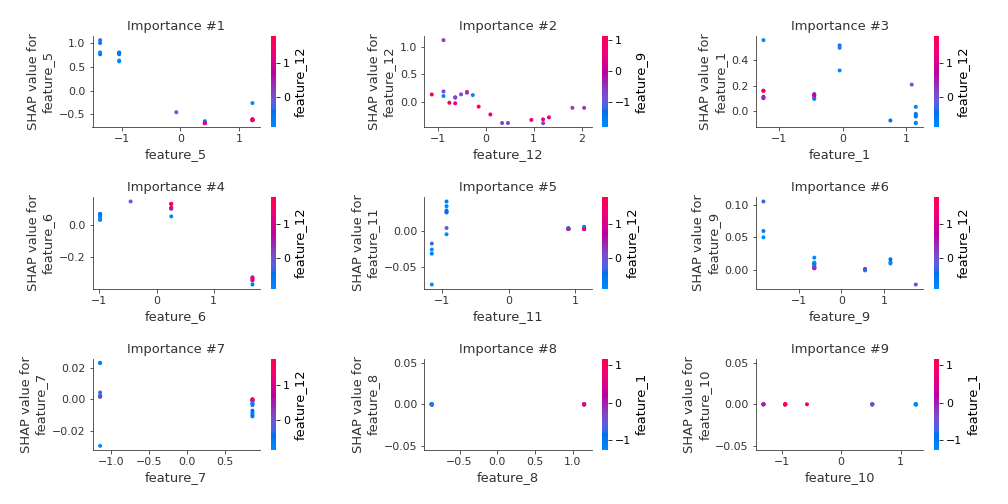 Importance #1
SHAP value for
feature_5
1.0
0.5
0.0
−0.5
−1
0
1
feature_5
1
0
feature_12
Importance #2
SHAP value for
feature_12
1.0
0.5
0.0
−1
0
1
2
feature_12
1
0
−1
feature_9
Importance #3
SHAP value for
feature_1
0.4
0.2
0.0
−1
0
1
feature_1
1
0
feature_12
Importance #4
SHAP value for
feature_6
0.0
−0.2
−1
0
1
feature_6
1
0
feature_12
Importance #5
SHAP value for
feature_11
0.00
−0.05
−1
0
1
feature_11
1
0
feature_12
Importance #6
SHAP value for
feature_9
0.10
0.05
0.00
−1
0
1
feature_9
1
0
feature_12
Importance #7
SHAP value for
feature_7
0.02
0.00
−0.02
−1.0
−0.5
0.0
0.5
feature_7
1
0
feature_12
Importance #8
SHAP value for
feature_8
0.05
0.00
−0.05
−0.5
0.0
0.5
1.0
feature_8
1
0
−1
feature_1
Importance #9
SHAP value for
feature_10
0.05
0.00
−0.05
−1
0
1
feature_10
1
0
−1
feature_1